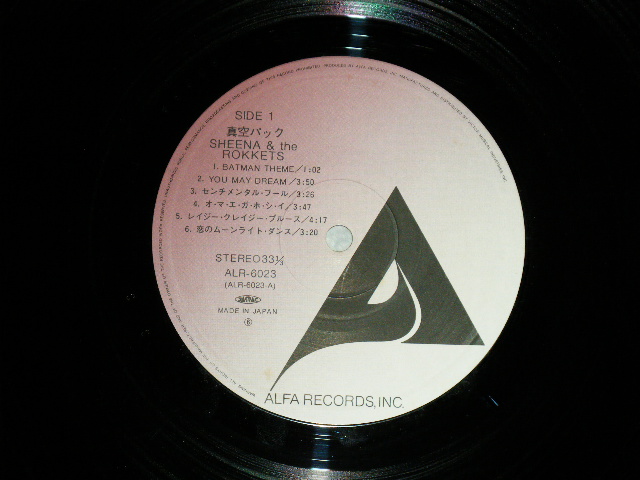 SIDE 1
真空パック
SHEENA & the
ROKKETS
1. BATMAN THEME/1:02
2. YOU MAY DREAM/3:50
3. センチメンタル・フール/3:26
4. オ・マ・エ・ガ・ホ・シ・イ/3:47
5. レイジー・クレイジー・ブルース/4:17
6. 恋のムーンライト・ダンス/3:20
STEREO 33⅓
ALR-6023
(ALR-6023-A)
MADE IN JAPAN
Ⓡ
ALFA RECORDS, INC.